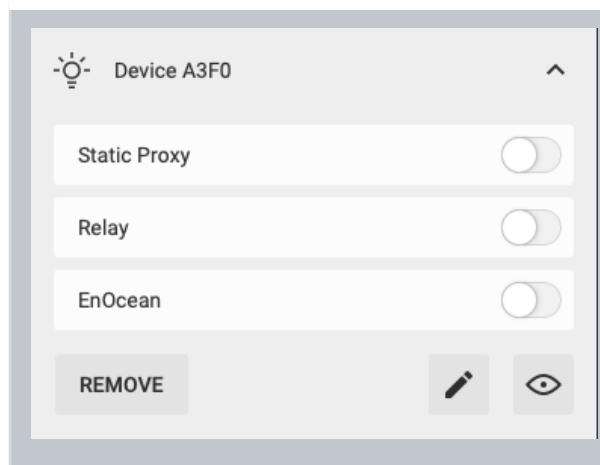 Device A3F0
Static Proxy
Relay
EnOcean
REMOVE